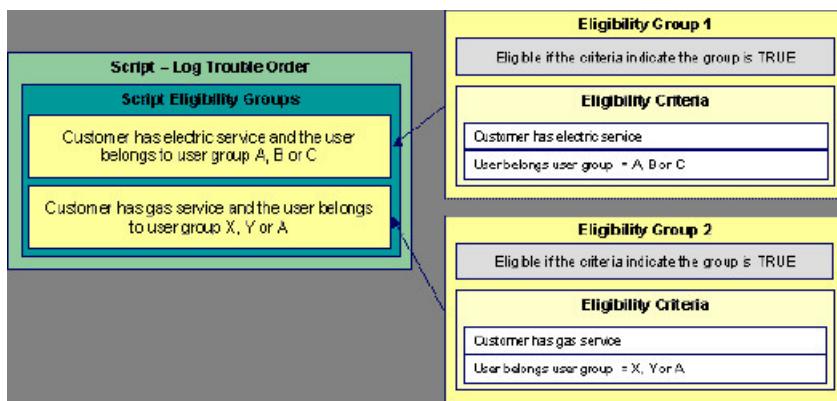 Script – Log Trouble Order
Script Eligibility Groups
Customer has electric service and the user
belongs to user group A, B or C
Customer has gas service and the user belongs
to user group X, Y or A
Eligibility Group 1
Eligible if the criteria indicate the group is TRUE
Eligibility Criteria
Customer has electric service
User belongs user group = A, B or C
Eligibility Group 2
Eligible if the criteria indicate the group is TRUE
Eligibility Criteria
Customer has gas service
User belongs user group = X, Y or A